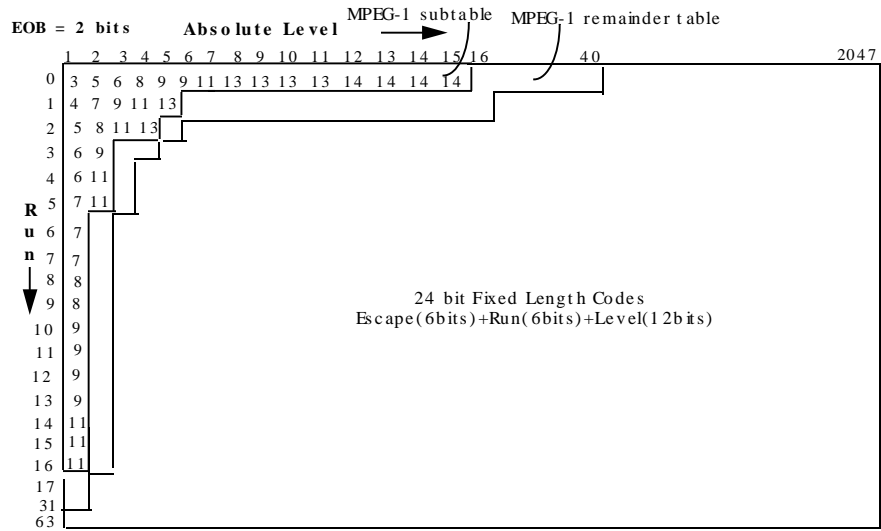 EOB = 2 bits
Absolute Level
MPEG-1 subtable
MPEG-1 remainder table
1 2 3 4 5 6 7 8 9 10 11 12 13 14 15 16 40 2047
0 3 5 6 8 9 9 11 13 13 13 13 14 14 14 14
1 4 7 9 11 13
2 5 8 11 13
3 6 9
4 6 11
5 7 11
Run
6 7
7 7
8 8
9 8
10 9
11 9
12 9
13 9
14 11
15 11
16 11
17
31
63
24 bit Fixed Length Codes
Escape(6bits)+Run(6bits)+Level(12bits)